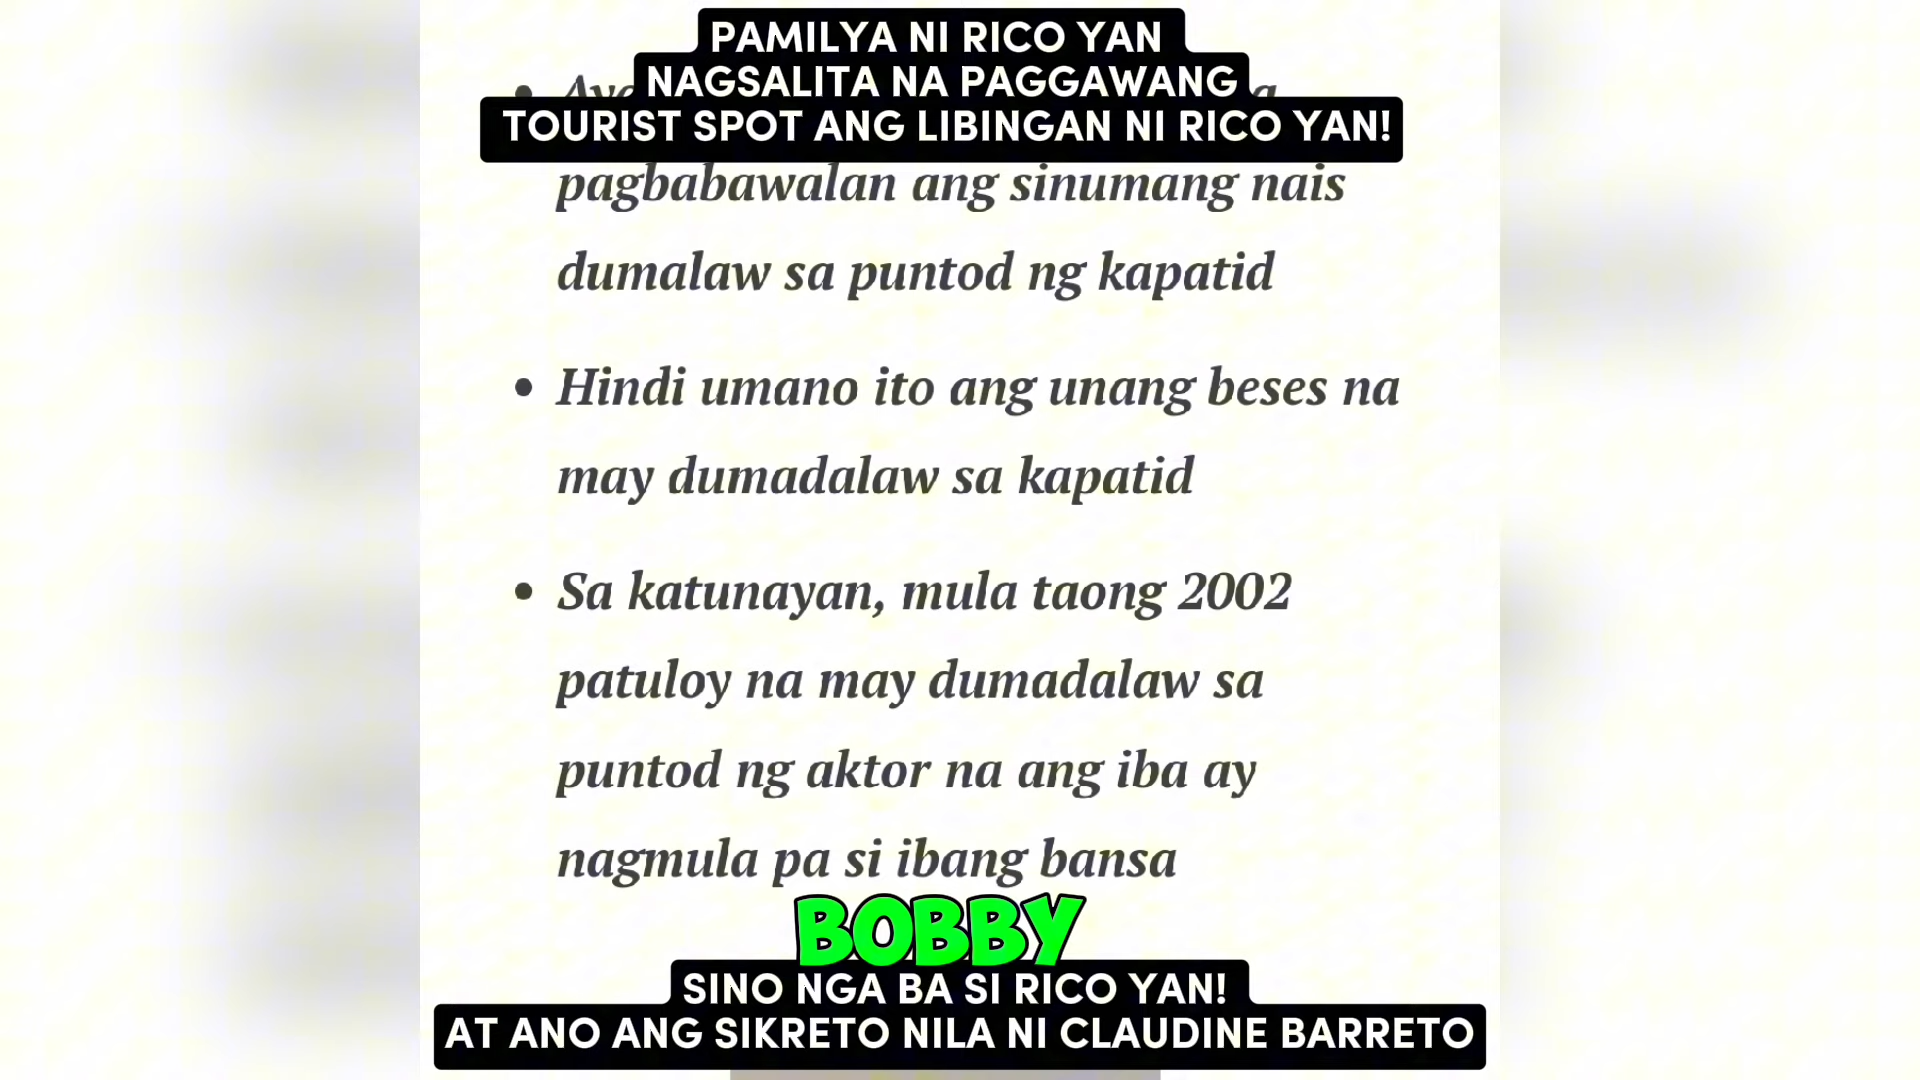 PAMILYA NI RICO YAN
NAGSALITA NA PAGGAWANG
TOURIST SPOT ANG LIBINGAN NI RICO YAN!
pagbabawalan ang sinumang nais
dumalaw sa puntod ng kapatid
• Hindi umano ito ang unang beses na
may dumadalaw sa kapatid
• Sa katunayan, mula taong 2002
patuloy na may dumadalaw sa
puntod ng aktor na ang iba ay
nagmula pa si ibang bansa
BOBBY
SINO NGA BA SI RICO YAN!
AT ANO ANG SIKRETO NILA NI CLAUDINE BARRETO